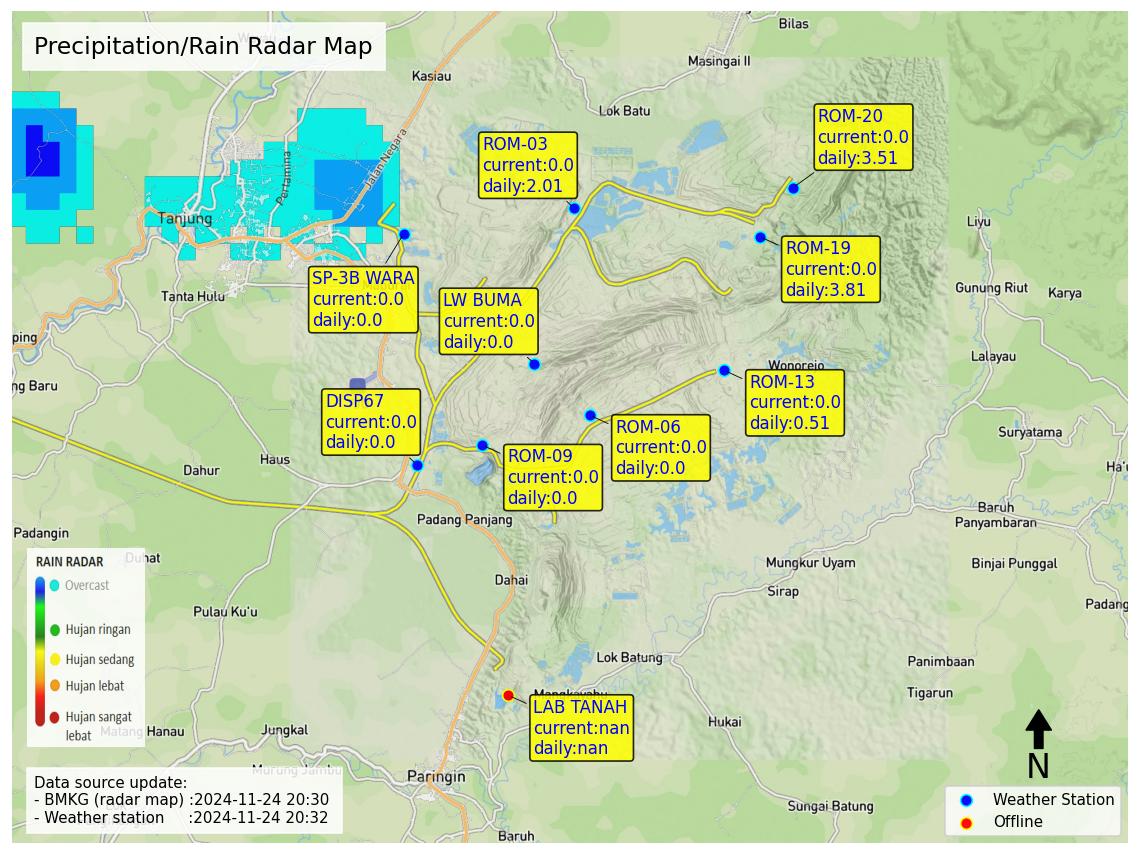 Bilas
Precipitation/Rain Radar Map
Masingai II
Kasiau
Lok Batu
ROM-20
current:0.0
daily:3.51
ROM-03
current:0.0
daily:2.01
Jalan Negara
Pertamina
Tanjung
Liyu
ROM-19
current:0.0
daily:3.81
SP-3B WARA
current:0.0
daily:0.0
Tanta Hulu
LW BUMA
current:0.0
daily:0.0
Gunung Riut
Karya
ping
Lalayau
Wonorejo
ng Baru
ROM-13
current:0.0
daily:0.51
DISP67
current:0.0
daily:0.0
ROM-06
current:0.0
daily:0.0
Suryatama
Haus
Dahur
ROM-09
current:0.0
daily:0.0
Ha'u
Baruh
Panyambaran
Padang Panjang
Padangin
Duhat
RAIN RADAR
Overcast
Hujan ringan
Hujan sedang
Hujan lebat
Hujan sangat
lebat
Mungkur Uyam
Binjai Punggal
Dahai
Sirap
Padang
Pulau Ku'u
Lok Batung
Panimbaan
Tigarun
Mangkayahu
LAB TANAH
current:nan
daily:nan
Hukai
Matang Hanau
Jungkal
Murung Jambu
Paringin
N
Data source update:
- BMKG (radar map) :2024-11-24 20:30
- Weather station :2024-11-24 20:32
Weather Station
Offline
Sungai Batung
Baruh